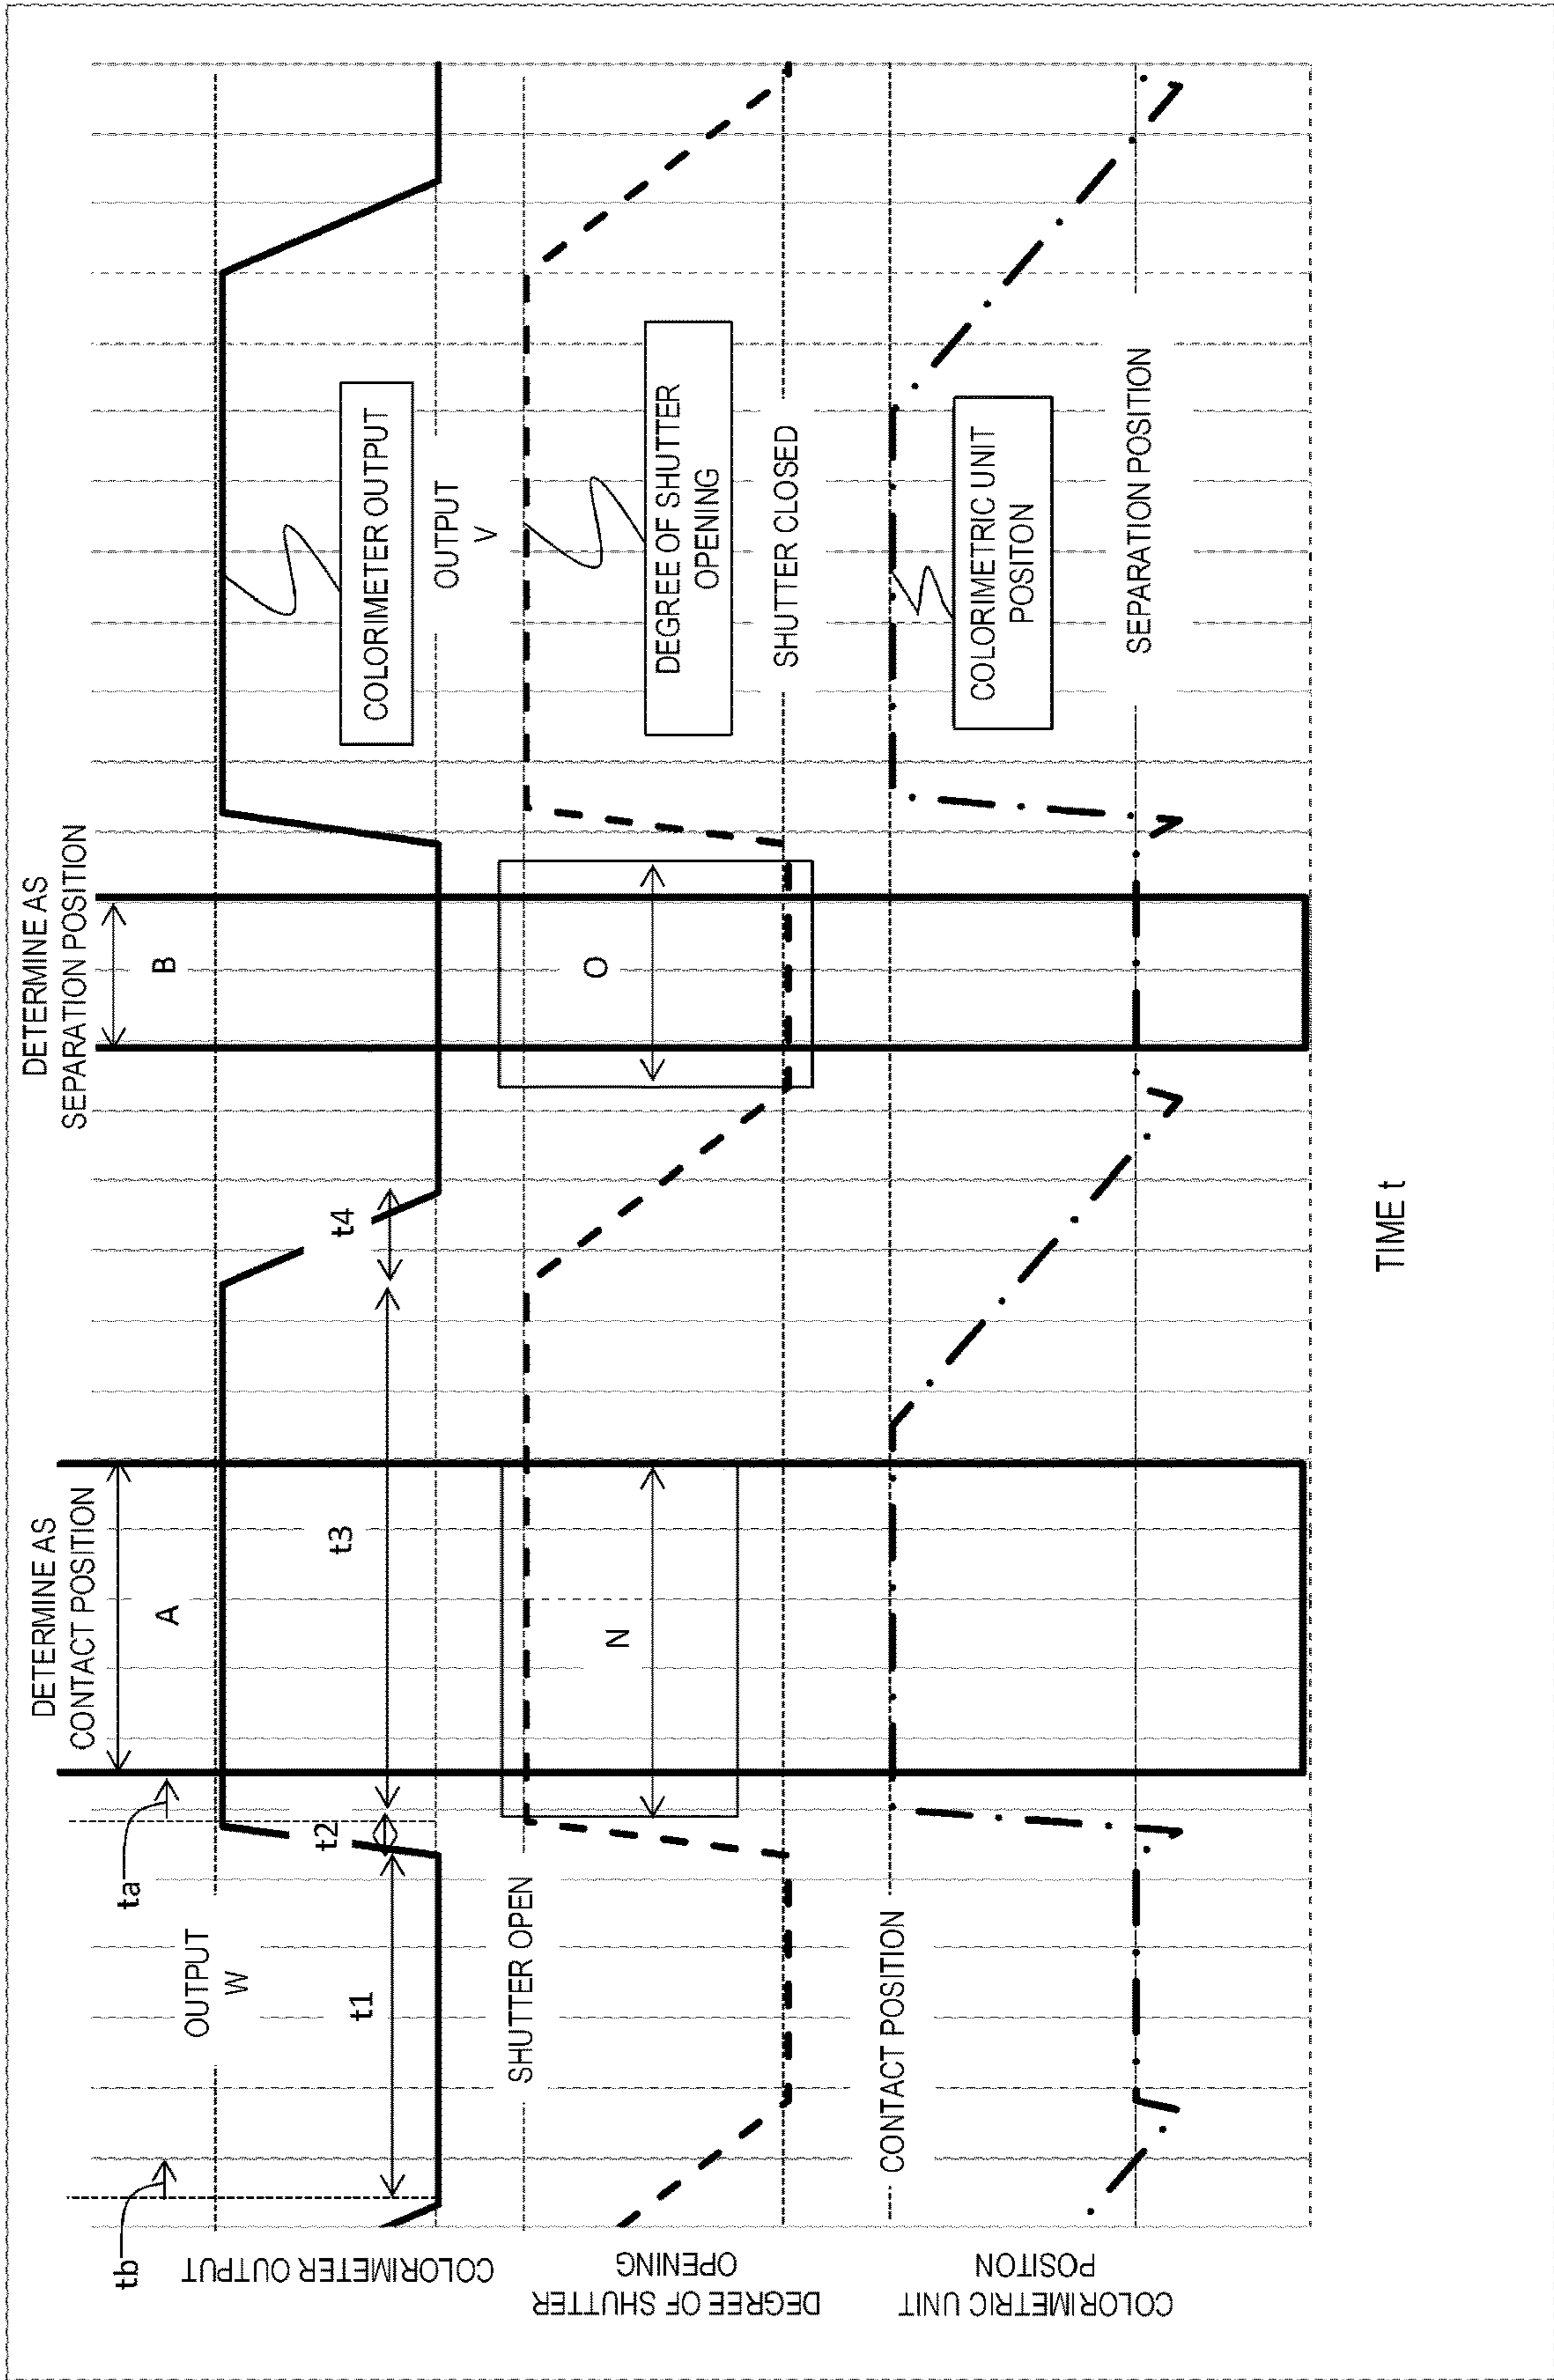 DETERMINE AS
CONTACT POSITION
DETERMINE AS
SEPARATION POSITION
tb
ta
A
B
OUTPUT
W
t1
t2
t3
t4
COLORIMETER OUTPUT
COLORIMETER OUTPUT
OUTPUT
V
SHUTTER OPEN
N
O
DEGREE OF SHUTTER
OPENING
DEGREE OF SHUTTER
OPENING
SHUTTER CLOSED
CONTACT POSITION
COLORIMETRIC UNIT
POSITON
COLORIMETRIC UNIT
POSITION
SEPARATION POSITION
TIME t